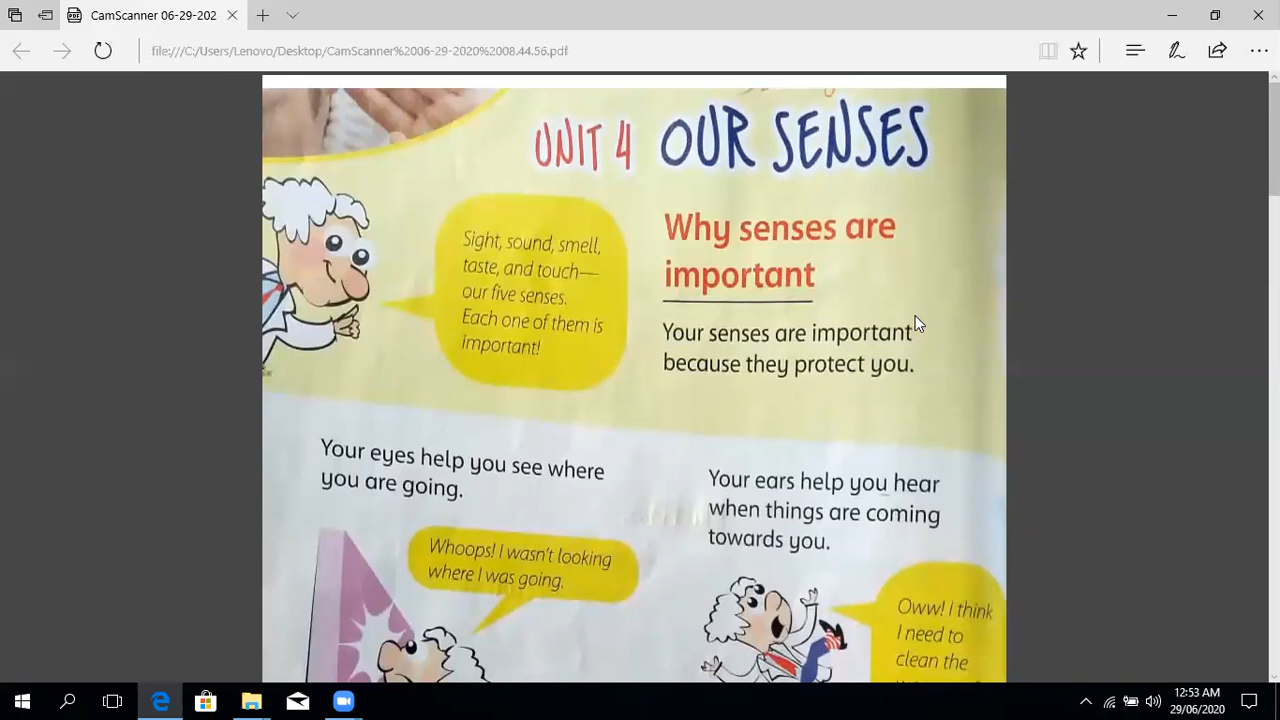 CamScanner 06-29-202
file:///C:/Users/Lenovo/Desktop/CamScanner%2006-29-2020%2008.44.56.pdf
UNIT 4 OUR SENSES
Sight, sound, smell,
taste, and touch—
our five senses.
Each one of them is
important!
Why senses are
important
Your senses are important
because they protect you.
Your eyes help you see where
you are going.
Whoops! I wasn't looking
where I was going.
Your ears help you hear
when things are coming
towards you.
Oww! I think
I need to
clean the
12:53 AM
29/06/2020